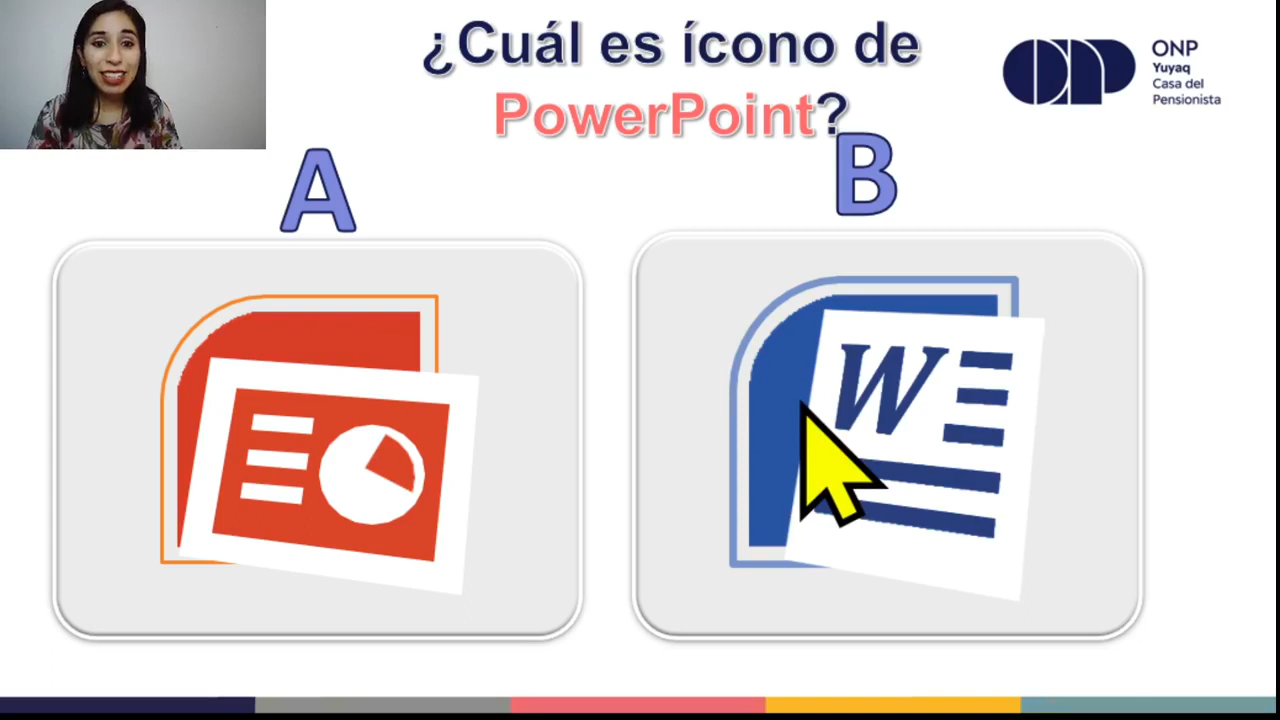 ¿Cuál es ícono de
PowerPoint?
ONP
Yuyaq
Casa del
Pensionista
A
B
W